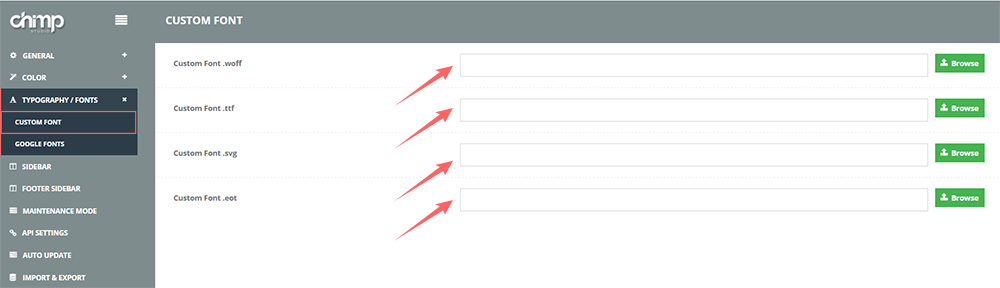 chimp
STUDIO
CUSTOM FONT
GENERAL +
COLOR +
TYPOGRAPHY / FONTS
CUSTOM FONT
GOOGLE FONTS
SIDEBAR
FOOTER SIDEBAR
MAINTENANCE MODE
API SETTINGS
AUTO UPDATE
IMPORT & EXPORT
Custom Font .woff
Browse
Custom Font .ttf
Browse
Custom Font .svg
Browse
Custom Font .eot
Browse